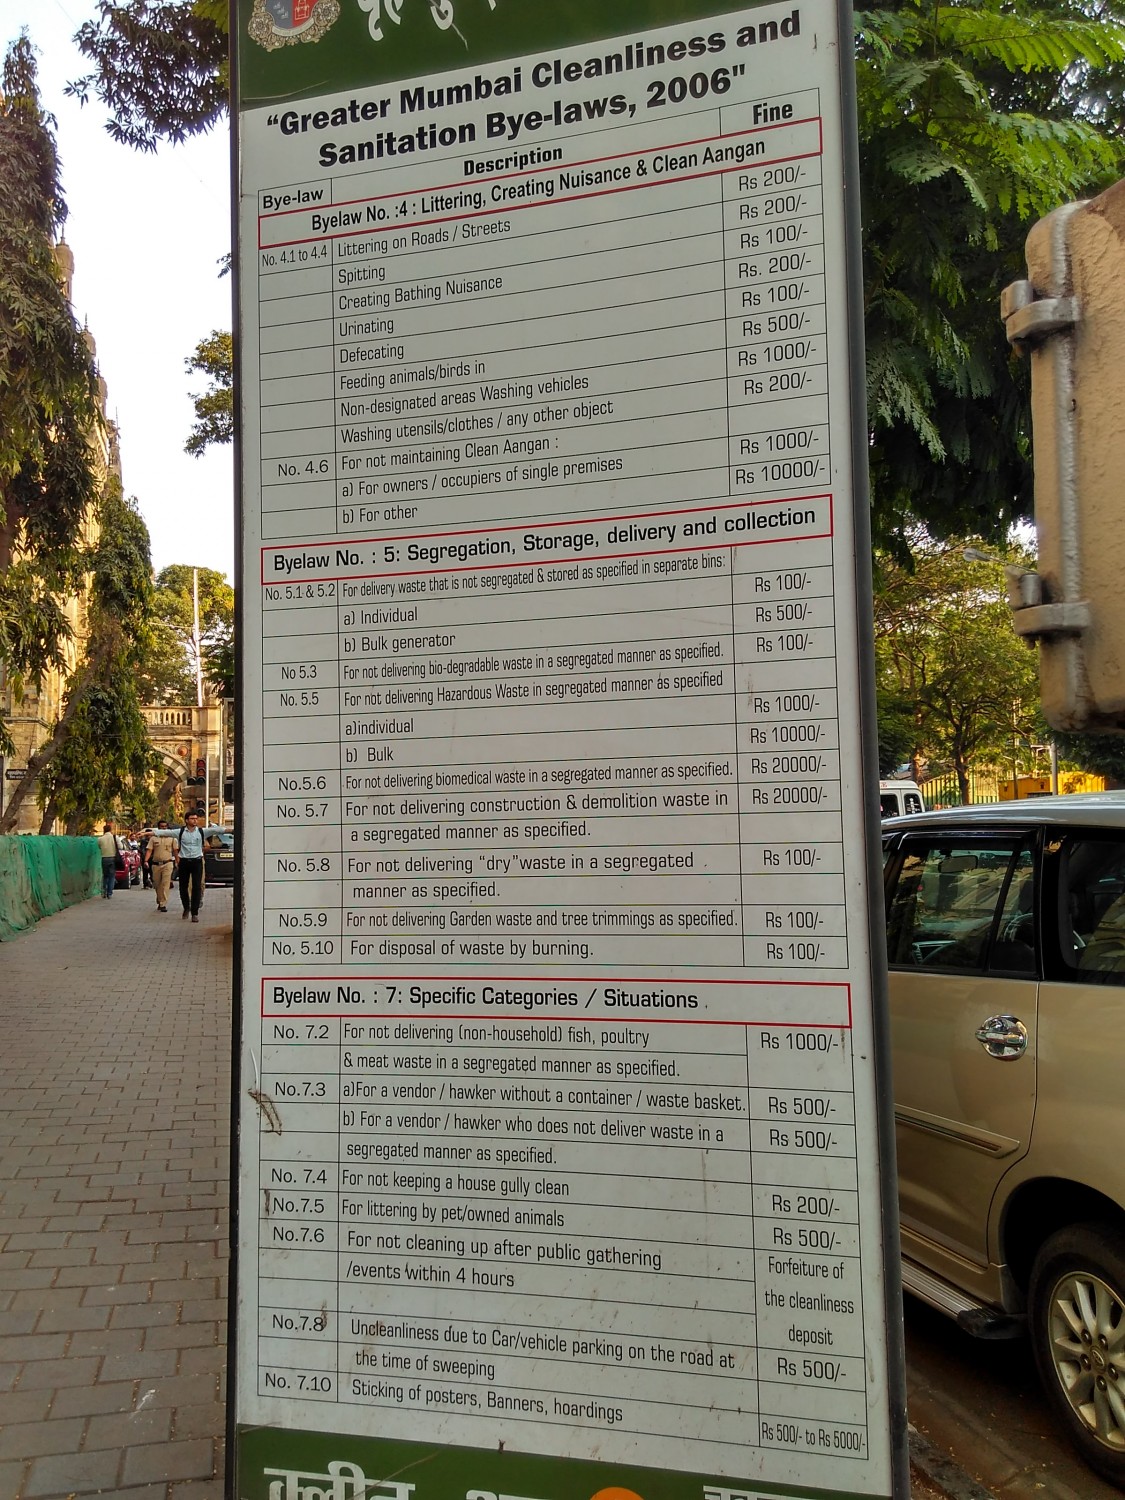 "Greater Mumbai Cleanliness and
Sanitation Bye-laws, 2006"
Bye-law Description Fine
Byelaw No. :4 : Littering, Creating Nuisance & Clean Aangan
No. 4.1 to 4.4 Littering on Roads / Streets Rs 200/-
Spitting Rs 200/-
Creating Bathing Nuisance Rs 100/-
Urinating Rs. 200/-
Defecating Rs 100/-
Feeding animals/birds in Rs 500/-
Non-designated areas Washing vehicles Rs 1000/-
Washing utensils/clothes / any other object Rs 200/-
No. 4.6 For not maintaining Clean Aangan :
a) For owners / occupiers of single premises Rs 1000/-
b) For other Rs 10000/-
Byelaw No. : 5: Segregation, Storage, delivery and collection
No. 5.1 & 5.2 For delivery waste that is not segregated & stored as specified in separate bins:
a) Individual Rs 100/-
b) Bulk generator Rs 500/-
No 5.3 For not delivering bio-degradable waste in a segregated manner as specified. Rs 100/-
No. 5.5 For not delivering Hazardous Waste in segregated manner as specified
a)individual Rs 1000/-
b) Bulk Rs 10000/-
No.5.6 For not delivering biomedical waste in a segregated manner as specified. Rs 20000/-
No. 5.7 For not delivering construction & demolition waste in Rs 20000/-
a segregated manner as specified.
No. 5.8 For not delivering "dry"waste in a segregated Rs 100/-
manner as specified.
No.5.9 For not delivering Garden waste and tree trimmings as specified. Rs 100/-
No. 5.10 For disposal of waste by burning. Rs 100/-
Byelaw No. : 7: Specific Categories / Situations
No. 7.2 For not delivering (non-household) fish, poultry Rs 1000/-
& meat waste in a segregated manner as specified.
No.7.3 a)For a vendor / hawker without a container / waste basket. Rs 500/-
b) For a vendor / hawker who does not deliver waste in a Rs 500/-
segregated manner as specified.
No. 7.4 For not keeping a house gully clean Rs 200/-
No.7.5 For littering by pet/owned animals Rs 500/-
No.7.6 For not cleaning up after public gathering Forfeiture of
/events within 4 hours the cleanliness
deposit
No.7.8 Uncleanliness due to Car/vehicle parking on the road at Rs 500/-
the time of sweeping
No. 7.10 Sticking of posters, Banners, hoardings Rs 500/- to Rs 5000/-